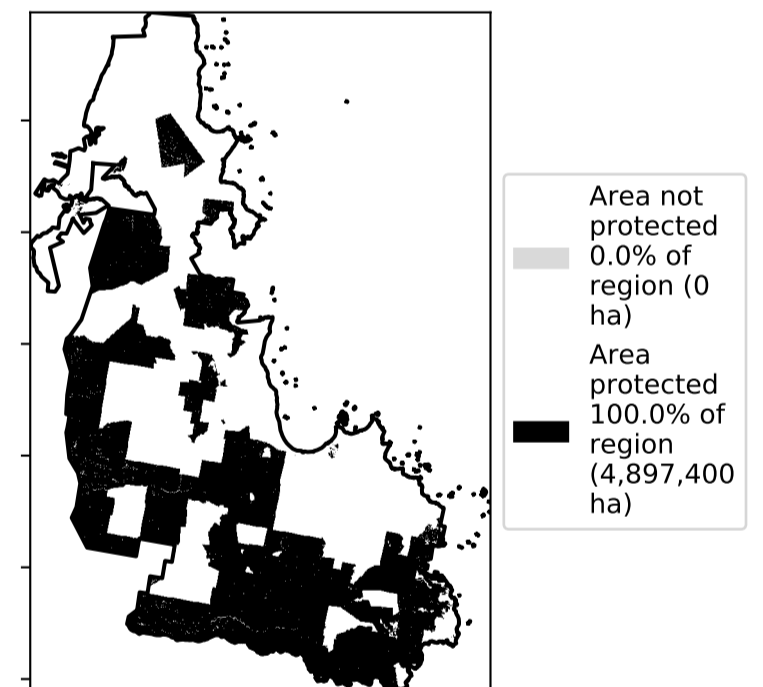 Area not
protected
0.0% of
region (0
ha)
Area
protected
100.0% of
region
(4,897,400
ha)